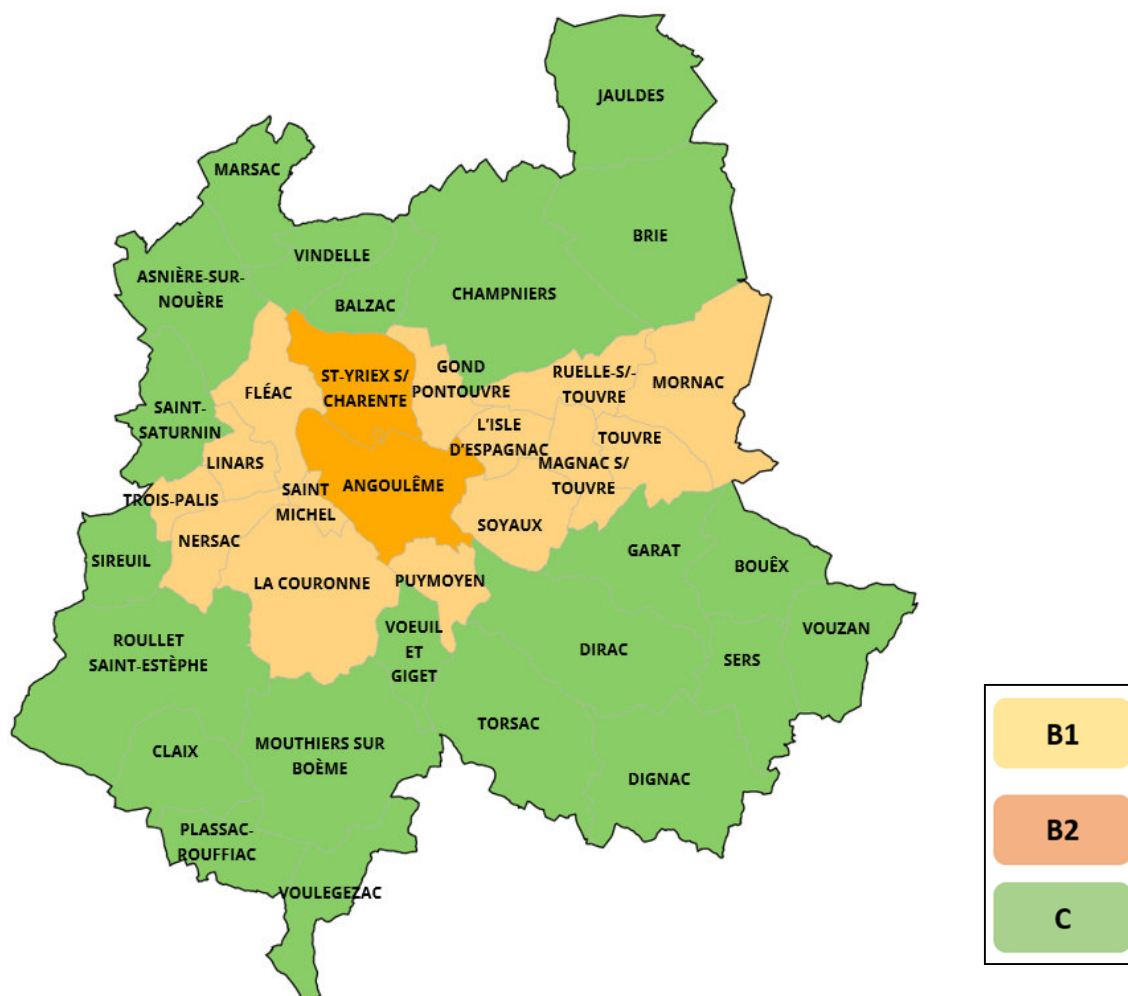 JAULDES
MARSAC
BRIE
VINDELLE
ASNIÈRE-SUR-
NOUÈRE
BALZAC
CHAMPNIERS
ST-YRIEX S/
CHARENTE
GOND
PONTOUVRE
RUELLE-S/-
TOUVRE
MORNAC
FLÉAC
SAINT-
SATURNIN
L'ISLE
D'ESPAGNAC
TOUVRE
LINARS
MAGNAC S/
TOUVRE
ANGOULÊME
SAINT
MICHEL
TROIS-PALIS
SOYAUX
NERSAC
GARAT
SIREUIL
BOUÊX
LA COURONNE
PUYMOYEN
VOEUIL
ET
GIGET
VOUZAN
ROULLET
SAINT-ESTÈPHE
DIRAC
SERS
TORSAC
CLAIX
MOUTHIERS SUR
BOÈME
DIGNAC
PLASSAC-
ROUFFIAC
VOULEGEZAC
B1
B2
C